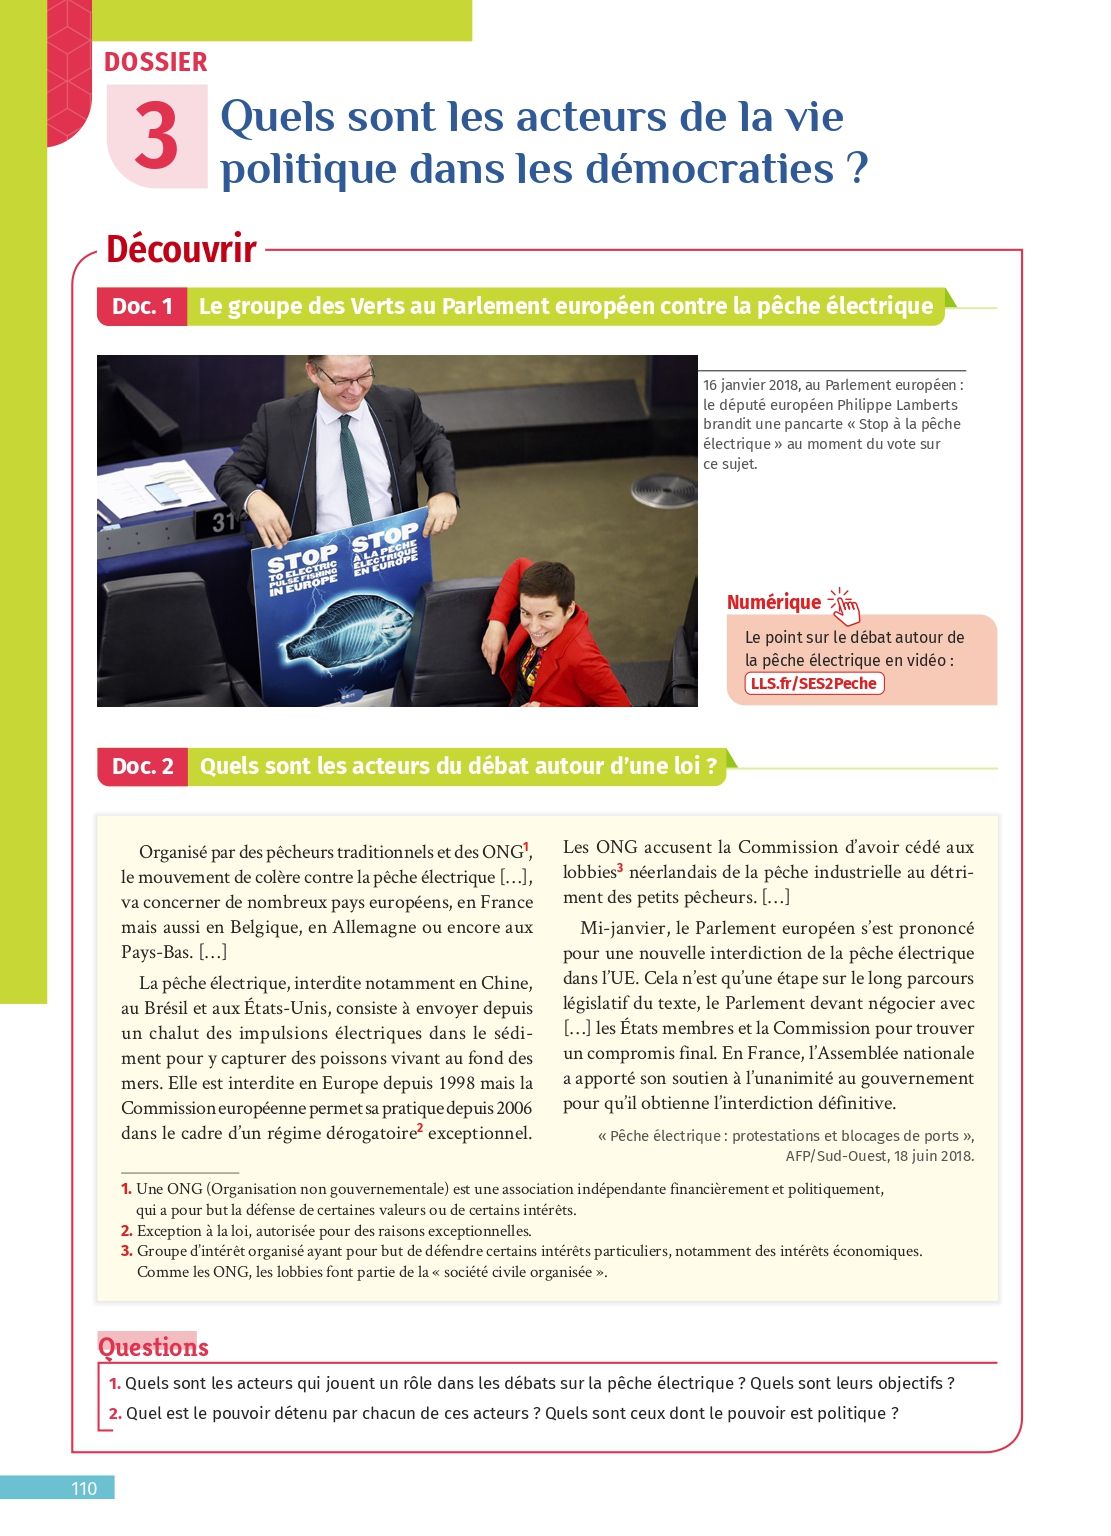 DOSSIER
3
Quels sont les acteurs de la vie
politique dans les démocraties ?
Découvrir
Doc. 1 Le groupe des Verts au Parlement européen contre la pêche électrique
31
STOP
TO ELECTRIC
PULSE FISHING
IN EUROPE
STOP
À LA PÊCHE
ÉLECTRIQUE
EN EUROPE
16 janvier 2018, au Parlement européen :
le député européen Philippe Lamberts
brandit une pancarte « Stop à la pêche
électrique » au moment du vote sur
ce sujet.
Numérique
Le point sur le débat autour de
la pêche électrique en vidéo :
LLS.fr/SES2Peche
Doc. 2 Quels sont les acteurs du débat autour d’une loi ?
Organisé par des pêcheurs traditionnels et des ONG1,
le mouvement de colère contre la pêche électrique […],
va concerner de nombreux pays européens, en France
mais aussi en Belgique, en Allemagne ou encore aux
Pays-Bas. […]
La pêche électrique, interdite notamment en Chine,
au Brésil et aux États-Unis, consiste à envoyer depuis
un chalut des impulsions électriques dans le sédi-
ment pour y capturer des poissons vivant au fond des
mers. Elle est interdite en Europe depuis 1998 mais la
Commission européenne permet sa pratique depuis 2006
dans le cadre d’un régime dérogatoire2 exceptionnel.
Les ONG accusent la Commission d’avoir cédé aux
lobbies3 néerlandais de la pêche industrielle au détri-
ment des petits pêcheurs. […]
Mi-janvier, le Parlement européen s’est prononcé
pour une nouvelle interdiction de la pêche électrique
dans l’UE. Cela n’est qu’une étape sur le long parcours
législatif du texte, le Parlement devant négocier avec
[…] les États membres et la Commission pour trouver
un compromis final. En France, l’Assemblée nationale
a apporté son soutien à l’unanimité au gouvernement
pour qu’il obtienne l’interdiction définitive.
« Pêche électrique : protestations et blocages de ports »,
AFP/Sud-Ouest, 18 juin 2018.
1. Une ONG (Organisation non gouvernementale) est une association indépendante financièrement et politiquement,
qui a pour but la défense de certaines valeurs ou de certains intérêts.
2. Exception à la loi, autorisée pour des raisons exceptionnelles.
3. Groupe d’intérêt organisé ayant pour but de défendre certains intérêts particuliers, notamment des intérêts économiques.
Comme les ONG, les lobbies font partie de la « société civile organisée ».
Questions
1. Quels sont les acteurs qui jouent un rôle dans les débats sur la pêche électrique ? Quels sont leurs objectifs ?
2. Quel est le pouvoir détenu par chacun de ces acteurs ? Quels sont ceux dont le pouvoir est politique ?
110